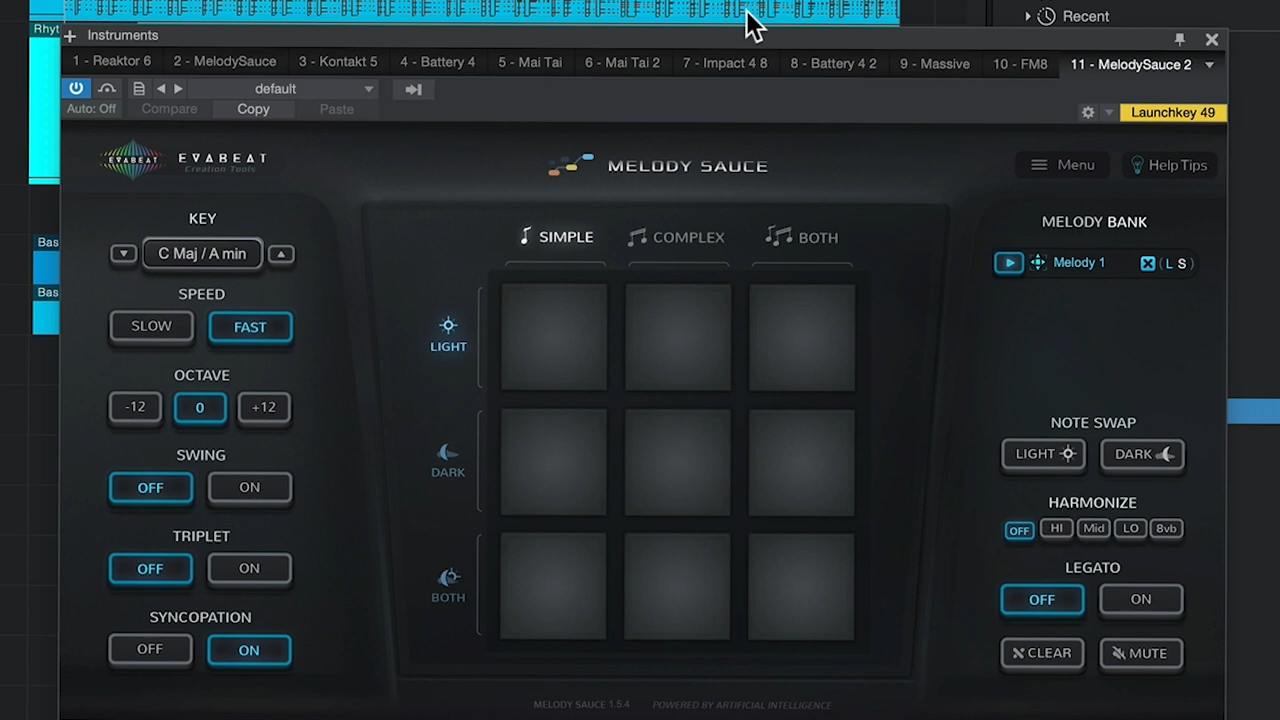 Recent
Rhyt
Instruments
1 - Reaktor 6 2 - MelodySauce 3 - Kontakt 5 4 - Battery 4 5 - Mai Tai 6 - Mai Tai 2 7 - Impact 4 8 8 - Battery 4 2 9 - Massive 10 - FM8 11 - MelodySauce 2
default
Auto: Off Compare Copy Paste
Launchkey 49
EVABEAT EVABEAT
Creation Tools
MELODY SAUCE
Menu Help Tips
KEY
C Maj / A min
SPEED
SLOW FAST
OCTAVE
-12 0 +12
SWING
OFF ON
TRIPLET
OFF ON
SYNCOPATION
OFF ON
SIMPLE COMPLEX BOTH
LIGHT
DARK
BOTH
MELODY BANK
Melody 1 X ( L S )
NOTE SWAP
LIGHT DARK
HARMONIZE
OFF HI Mid LO 8vb
LEGATO
OFF ON
CLEAR MUTE
MELODY SAUCE 1.5.4 POWERED BY ARTIFICIAL INTELLIGENCE
Bas
Bas